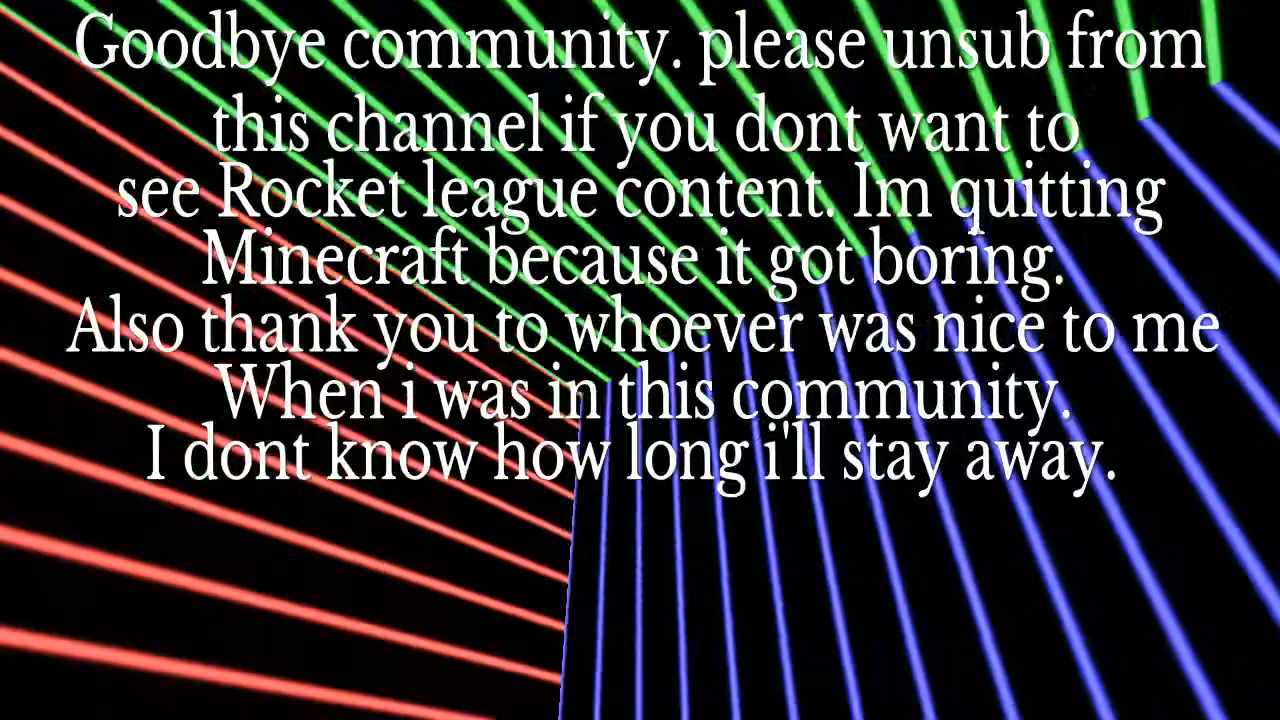 Goodbye community. please unsub from
this channel if you dont want to
see Rocket league content. Im quitting
Minecraft because it got boring.
Also thank you to whoever was nice to me
When i was in this community.
I dont know how long i'll stay away.